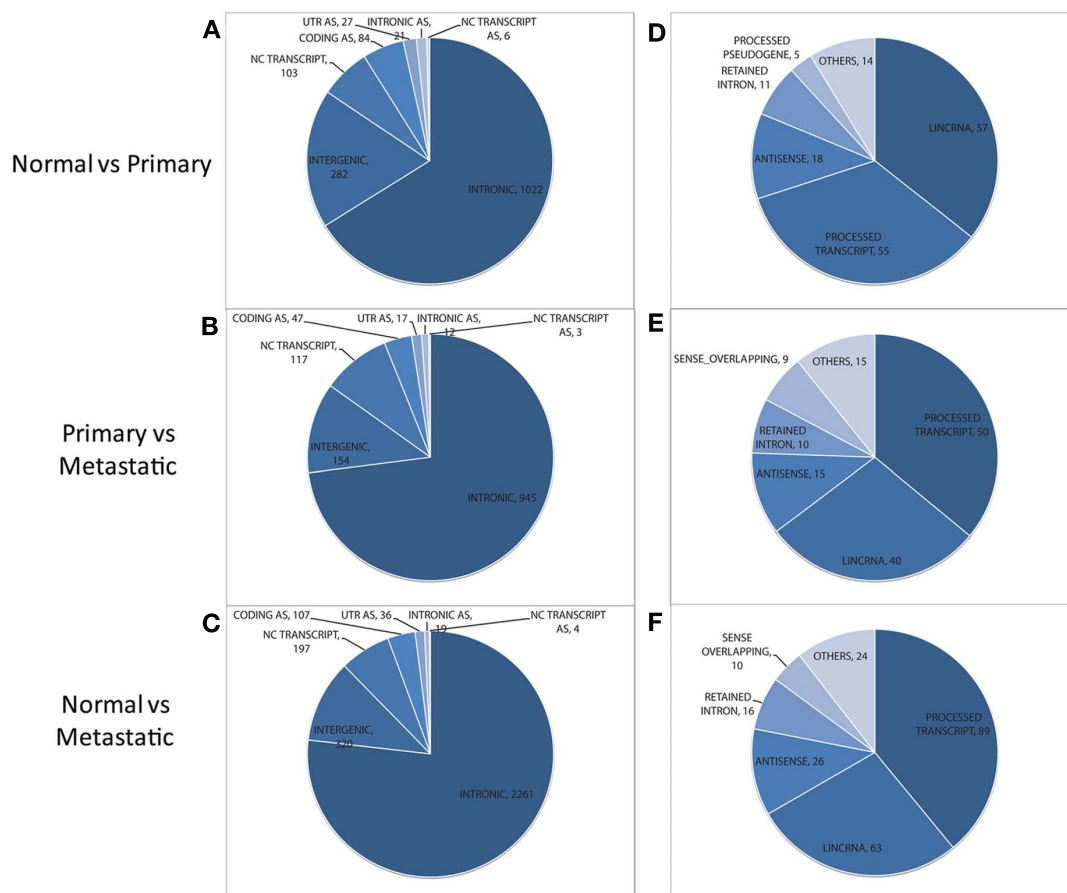 A
UTR AS, 27
INTRONIC AS,
21
NC TRANSCRIPT
AS, 6
CODING AS, 84
NC TRANSCRIPT,
103
INTERGENIC,
282
INTRONIC, 1022
Normal vs Primary
D
PROCESSED
PSEUDOGENE, 5
OTHERS, 14
RETAINED
INTRON, 11
LINCRNA, 57
ANTISENSE, 18
PROCESSED
TRANSCRIPT, 55
B
CODING AS, 47
UTR AS, 17
INTRONIC AS,
12
NC TRANSCRIPT
AS, 3
NC TRANSCRIPT,
117
INTERGENIC,
154
INTRONIC, 945
Primary vs
Metastatic
E
SENSE_OVERLAPPING, 9
OTHERS, 15
PROCESSED
TRANSCRIPT, 50
RETAINED
INTRON, 10
ANTISENSE, 15
LINCRNA, 40
C
CODING AS, 107
UTR AS, 36
INTRONIC AS,
19
NC TRANSCRIPT
AS, 4
NC TRANSCRIPT,
197
INTERGENIC,
320
INTRONIC, 2261
Normal vs
Metastatic
F
SENSE
OVERLAPPING,
10
OTHERS, 24
RETAINED
INTRON, 16
PROCESSED
TRANSCRIPT, 89
ANTISENSE, 26
LINCRNA, 63